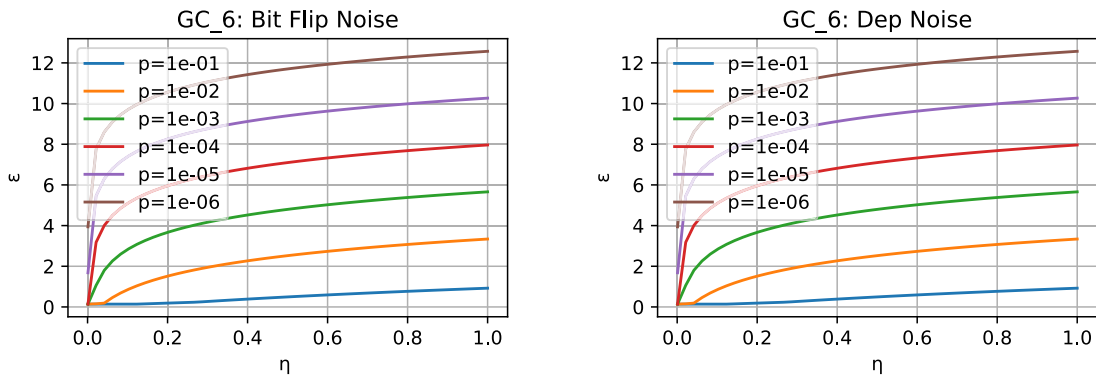 GC_6: Bit Flip Noise
12
10
8
6
4
2
0
ε
p=1e-01
p=1e-02
p=1e-03
p=1e-04
p=1e-05
p=1e-06
0.0 0.2 0.4 0.6 0.8 1.0
η
GC_6: Dep Noise
12
10
8
6
4
2
0
ε
p=1e-01
p=1e-02
p=1e-03
p=1e-04
p=1e-05
p=1e-06
0.0 0.2 0.4 0.6 0.8 1.0
η